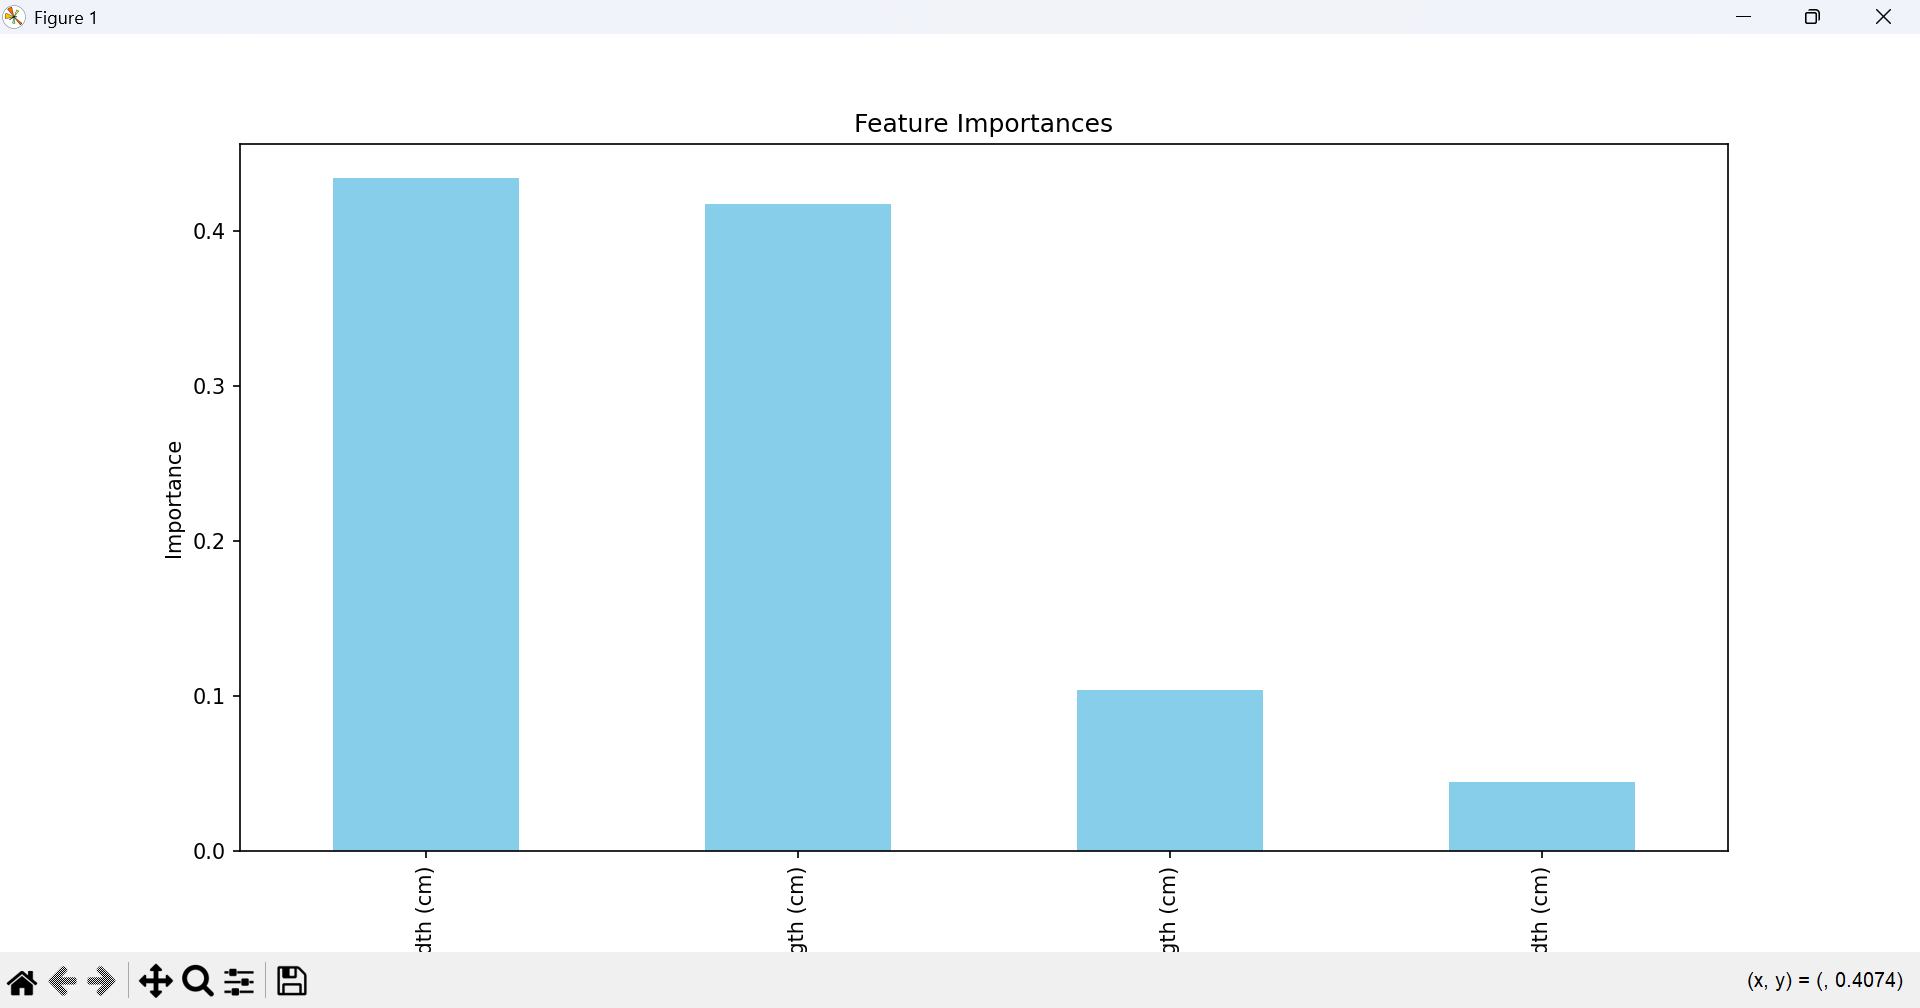 Figure 1
Feature Importances
Importance
0.4
0.3
0.2
0.1
0.0
dth (cm)
gth (cm)
gth (cm)
dth (cm)
(x, y) = (, 0.4074)